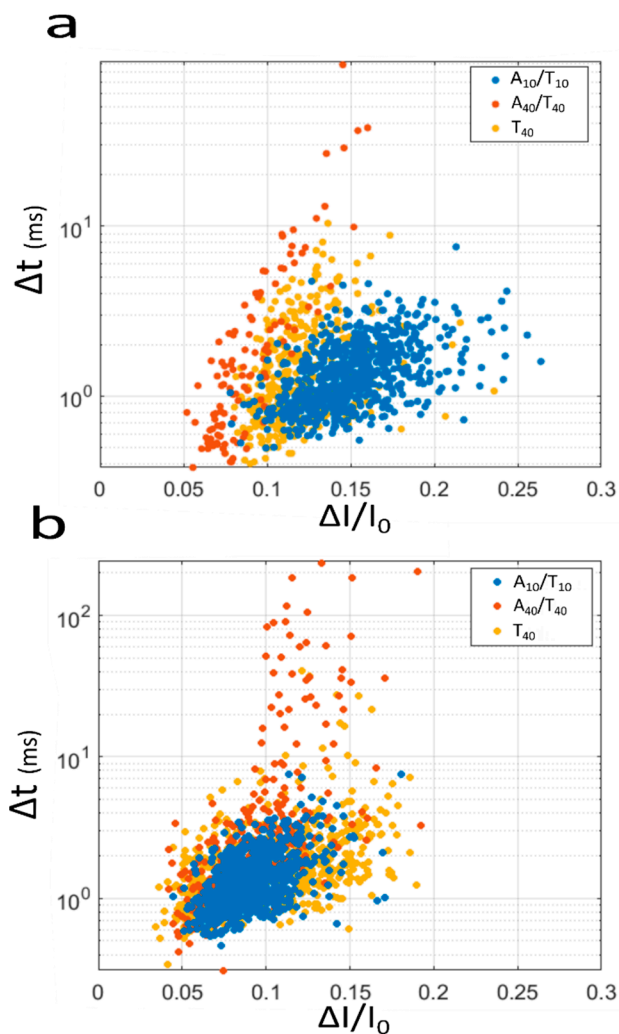 a
A₁₀/T₁₀
A₄₀/T₄₀
T₄₀
10¹
10⁰
Δt (ms)
0 0.05 0.1 0.15 0.2 0.25 0.3
ΔI/I₀
b
A₁₀/T₁₀
A₄₀/T₄₀
T₄₀
10²
10¹
10⁰
Δt (ms)
0 0.05 0.1 0.15 0.2 0.25 0.3
ΔI/I₀